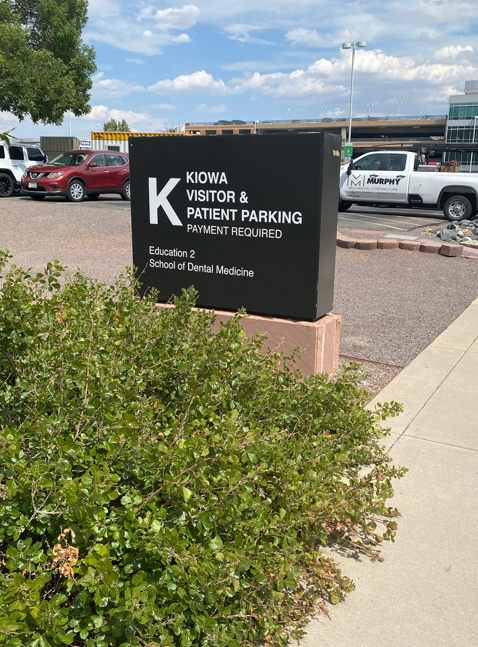 K
KIOWA
VISITOR &
PATIENT PARKING
PAYMENT REQUIRED
Education 2
School of Dental Medicine
MURPHY